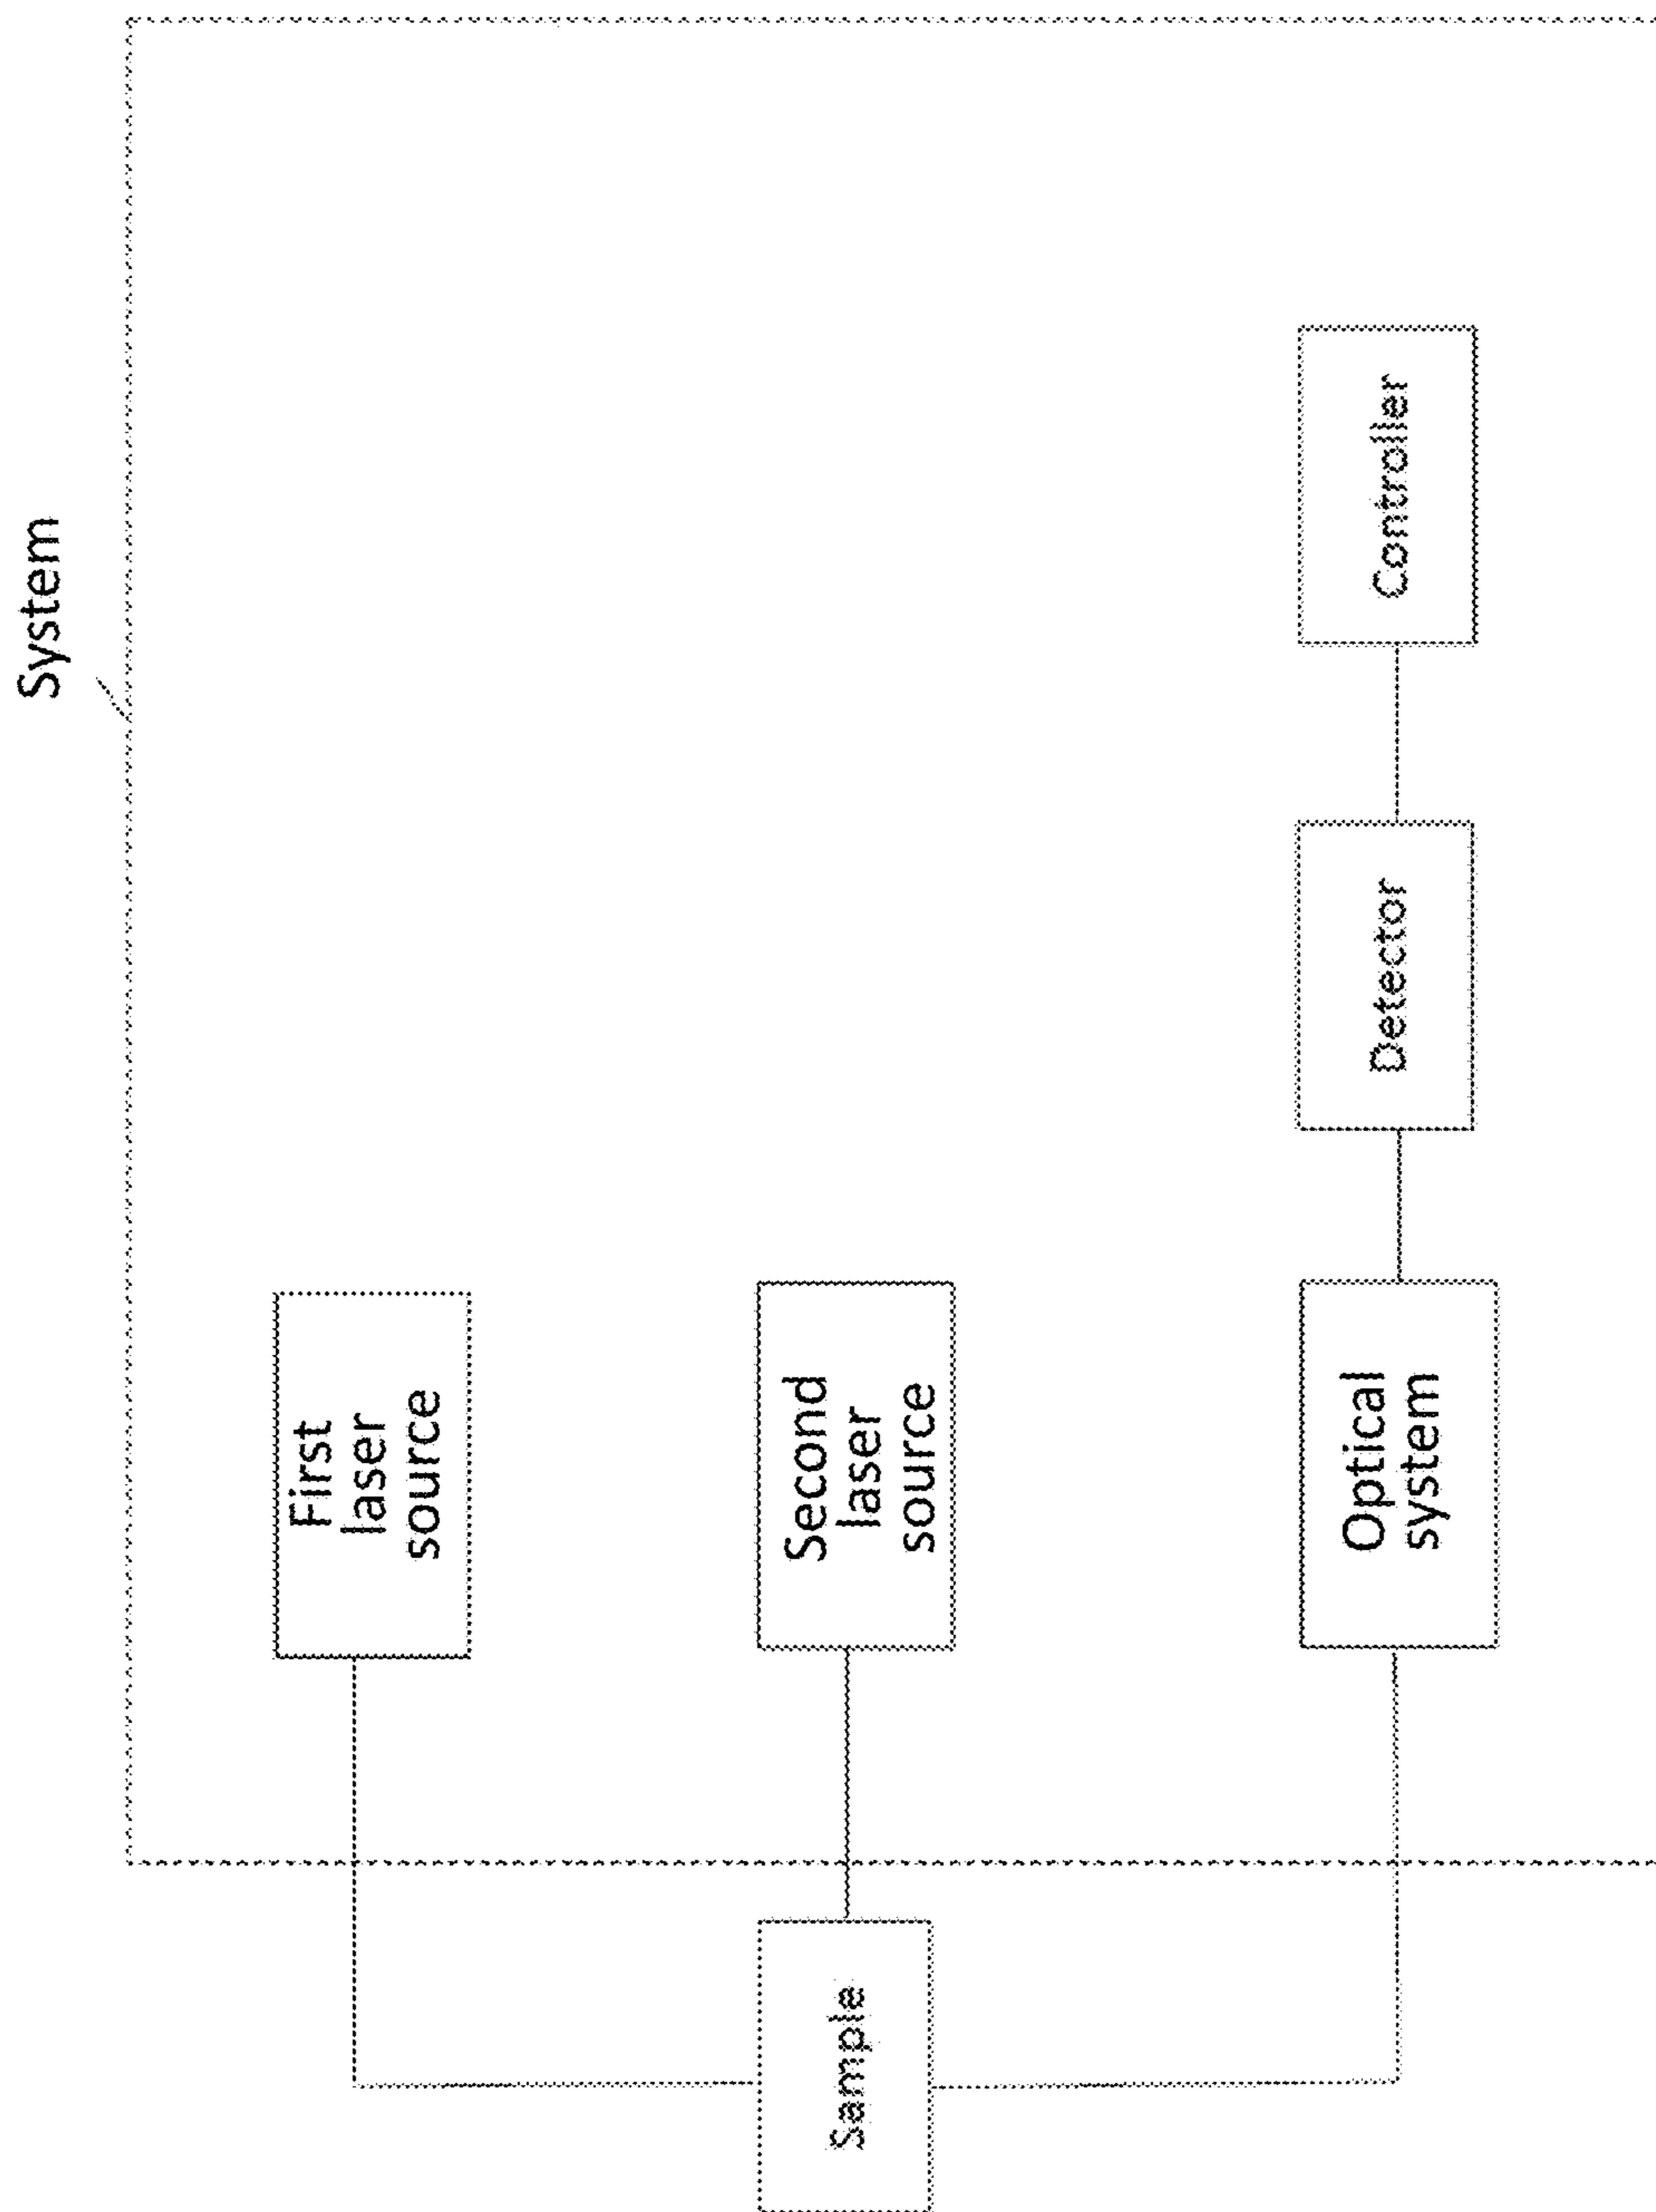 System
First
laser
source
Second
laser
source
Sample
Optical
system
Detector
Controller